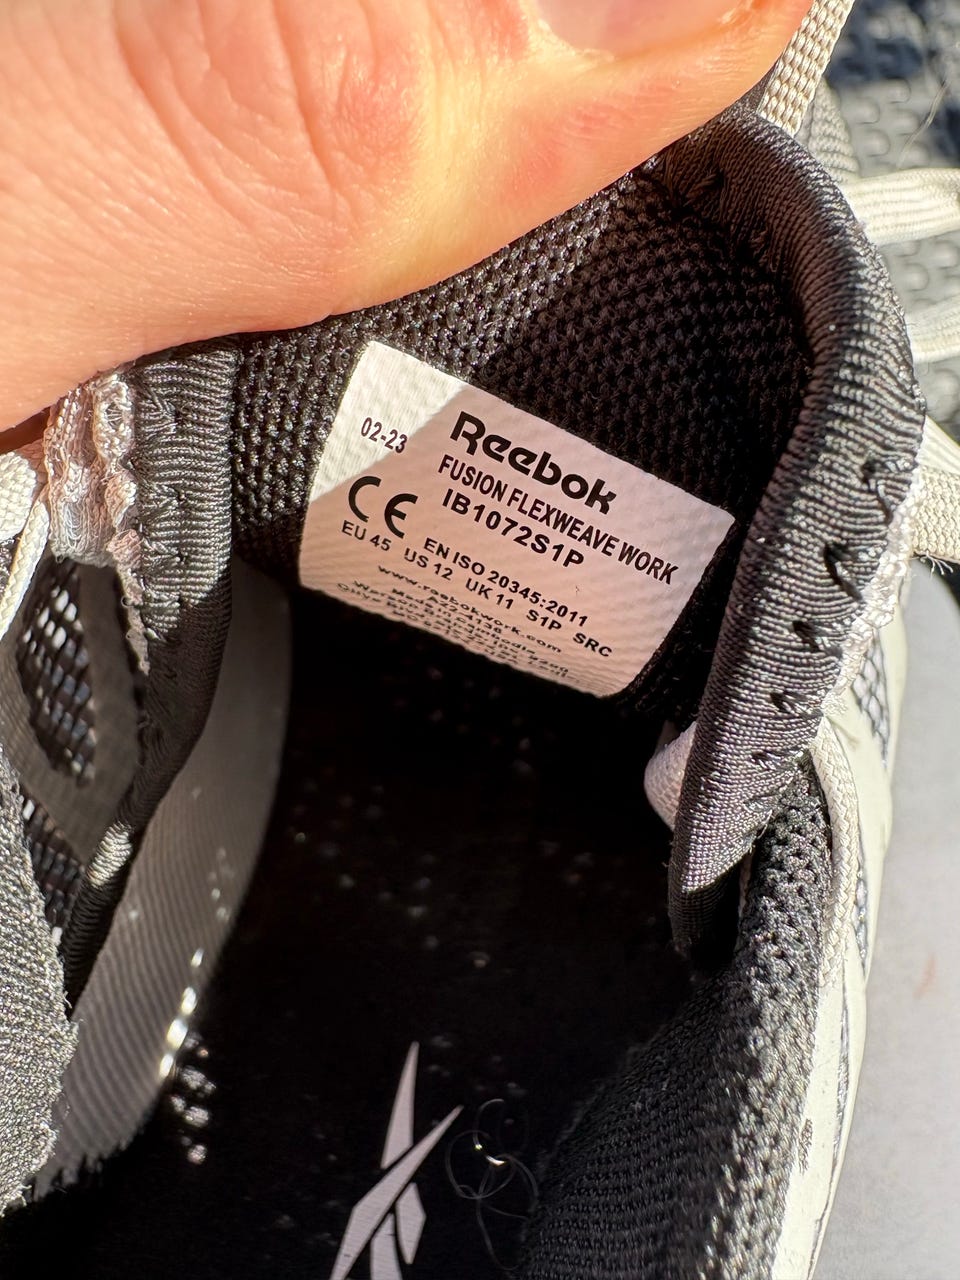 02-23
Reebok
FUSION FLEXWEAVE WORK
IB1072S1P
CE
EN ISO 20345:2011
EU 45 US 12 UK 11 S1P SRC
www.reebokwork.com